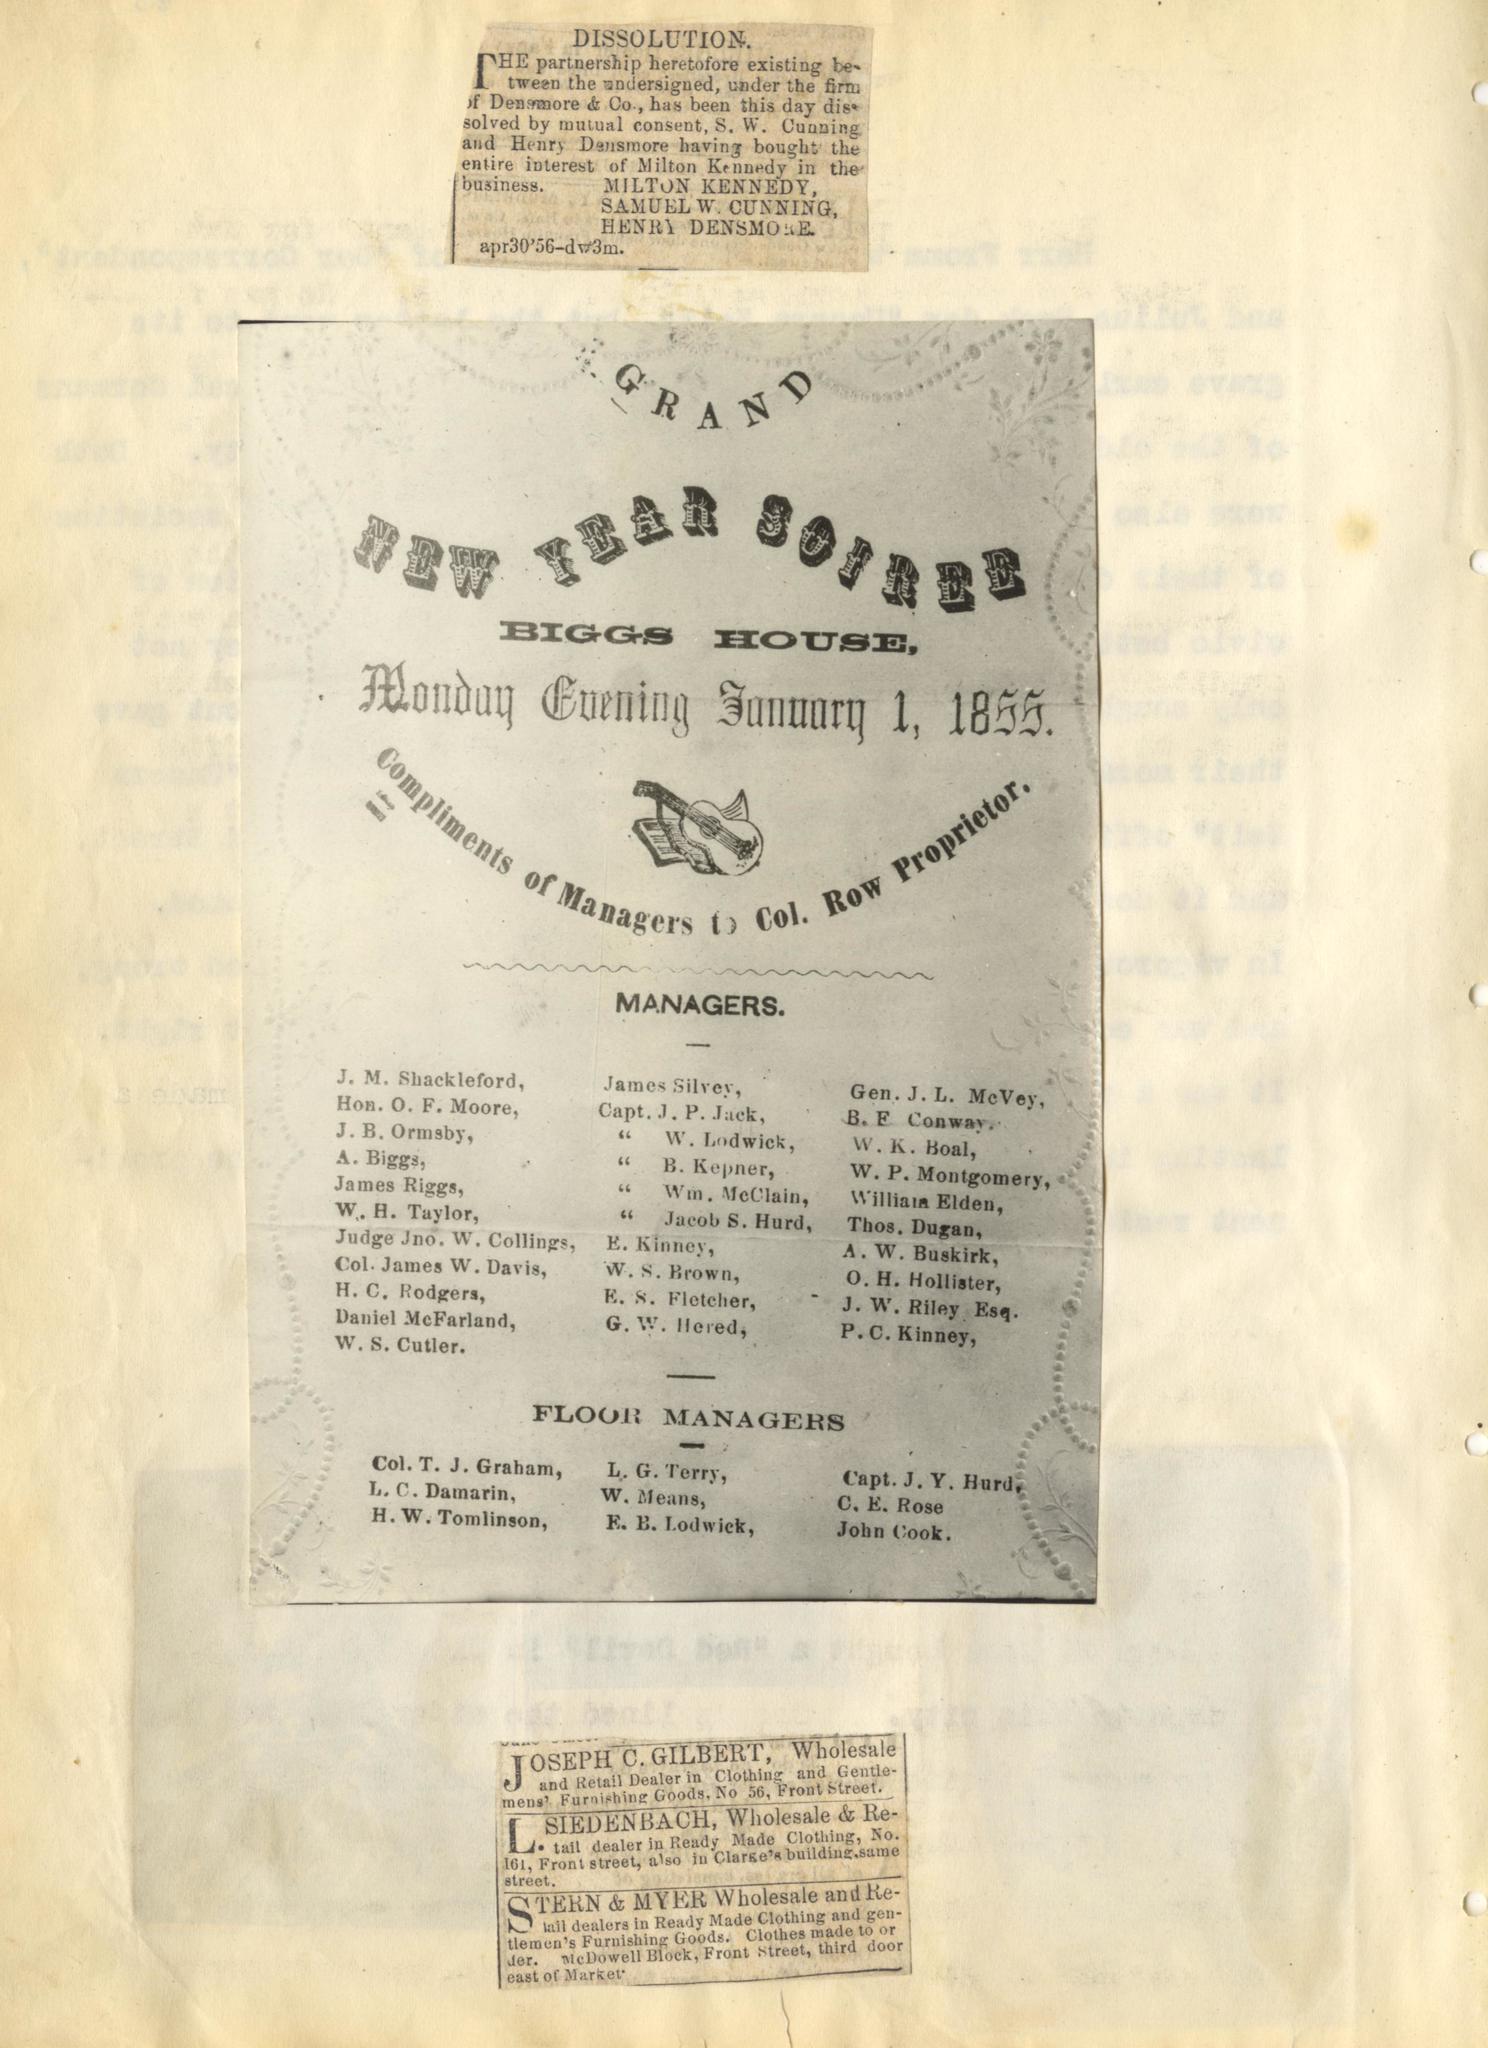 DISSOLUTION.
THE partnership heretofore existing be-
tween the undersigned, under the firm
of Densmore & Co., has been this day dis-
solved by mutual consent, S. W. Cunning
and Henry Densmore having bought the
entire interest of Milton Kennedy in the
business. MILTON KENNEDY,
SAMUEL W. CUNNING,
HENRY DENSMORE.
apr30'56-dw3m.
GRAND
NEW YEAR SOIREE
BIGGS HOUSE,
Monday Evening January 1, 1855.
Compliments of Managers to Col. Row Proprietor.
MANAGERS.
J. M. Shackleford,
Hon. O. F. Moore,
J. B. Ormsby,
A. Biggs,
James Riggs,
W. H. Taylor,
Judge Jno. W. Collings,
Col. James W. Davis,
H. C. Rodgers,
Daniel McFarland,
W. S. Cutler.
James Silvey,
Capt. J. P. Jack,
“ W. Lodwick,
“ B. Kepner,
“ Wm. McClain,
“ Jacob S. Hurd,
E. Kinney,
W. S. Brown,
E. S. Fletcher,
G. W. Hered,
Gen. J. L. McVey,
B. F Conway.
W. K. Boal,
W. P. Montgomery,
William Elden,
Thos. Dugan,
A. W. Buskirk,
O. H. Hollister,
J. W. Riley Esq.
P. C. Kinney,
FLOOR MANAGERS
Col. T. J. Graham,
L. C. Damarin,
H. W. Tomlinson,
L. G. Terry,
W. Means,
E. B. Lodwick,
Capt. J. Y. Hurd,
C. E. Rose
John Cook.
JOSEPH C. GILBERT, Wholesale
and Retail Dealer in Clothing and Gentle-
mens' Furnishing Goods, No 56, Front Street.
L. SIEDENBACH, Wholesale & Re-
tail dealer in Ready Made Clothing, No.
161, Front street, also in Clarke's building, same
street.
STERN & MYER Wholesale and Re-
tail dealers in Ready Made Clothing and gen-
tlemen's Furnishing Goods. Clothes made to or
der. McDowell Block, Front Street, third door
east of Market